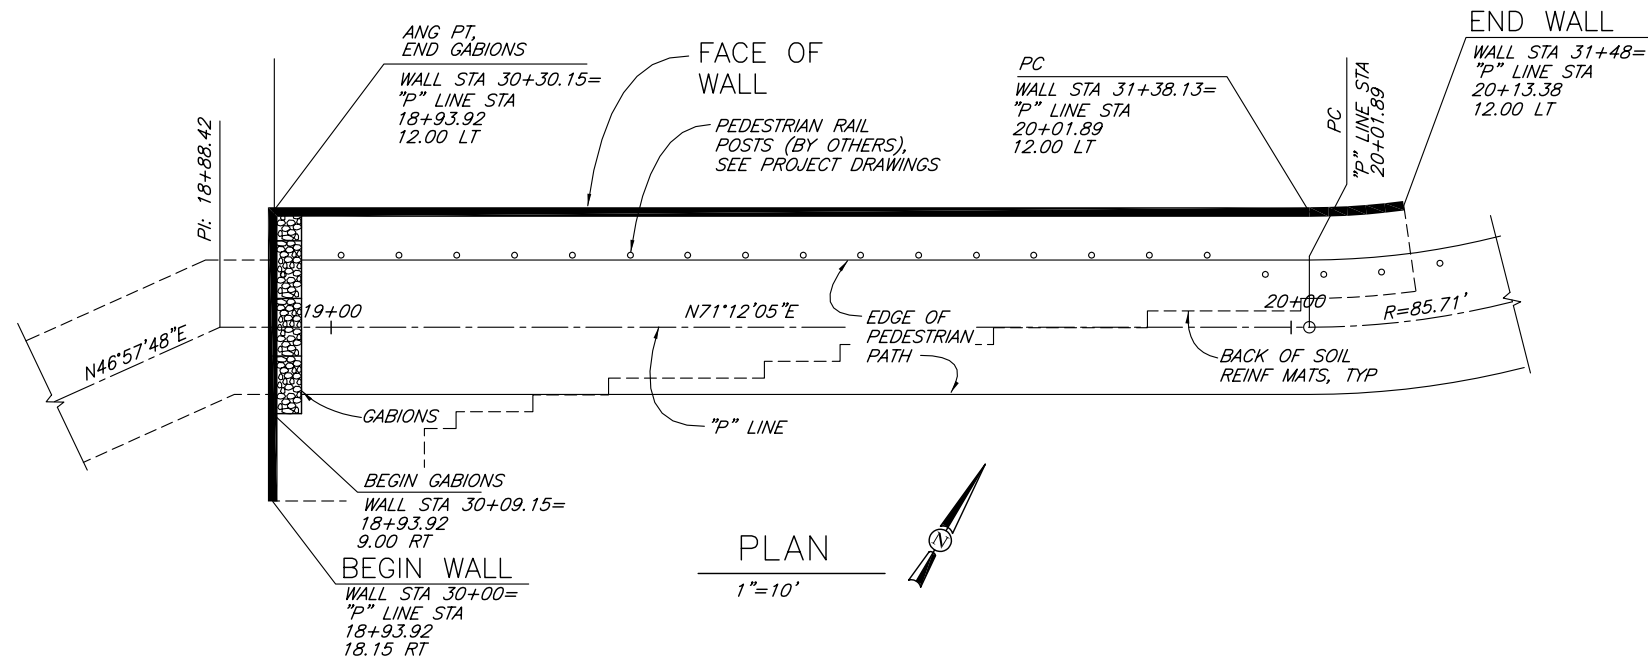 ANG PT,
END GABIONS
WALL STA 30+30.15=
"P" LINE STA
18+93.92
12.00 LT
FACE OF
WALL
PEDESTRIAN RAIL
POSTS (BY OTHERS),
SEE PROJECT DRAWINGS
PC
WALL STA 31+38.13=
"P" LINE STA
20+01.89
12.00 LT
PC
"P" LINE STA
20+01.89
END WALL
WALL STA 31+48=
"P" LINE STA
20+13.38
12.00 LT
PI: 18+88.42
N46°57'48"E
19+00
N71°12'05"E
20+00
R=85.71'
EDGE OF
PEDESTRIAN
PATH
BACK OF SOIL
REINF MATS, TYP
GABIONS
"P" LINE
BEGIN GABIONS
WALL STA 30+09.15=
18+93.92
9.00 RT
BEGIN WALL
WALL STA 30+00=
"P" LINE STA
18+93.92
18.15 RT
PLAN
1"=10'
N